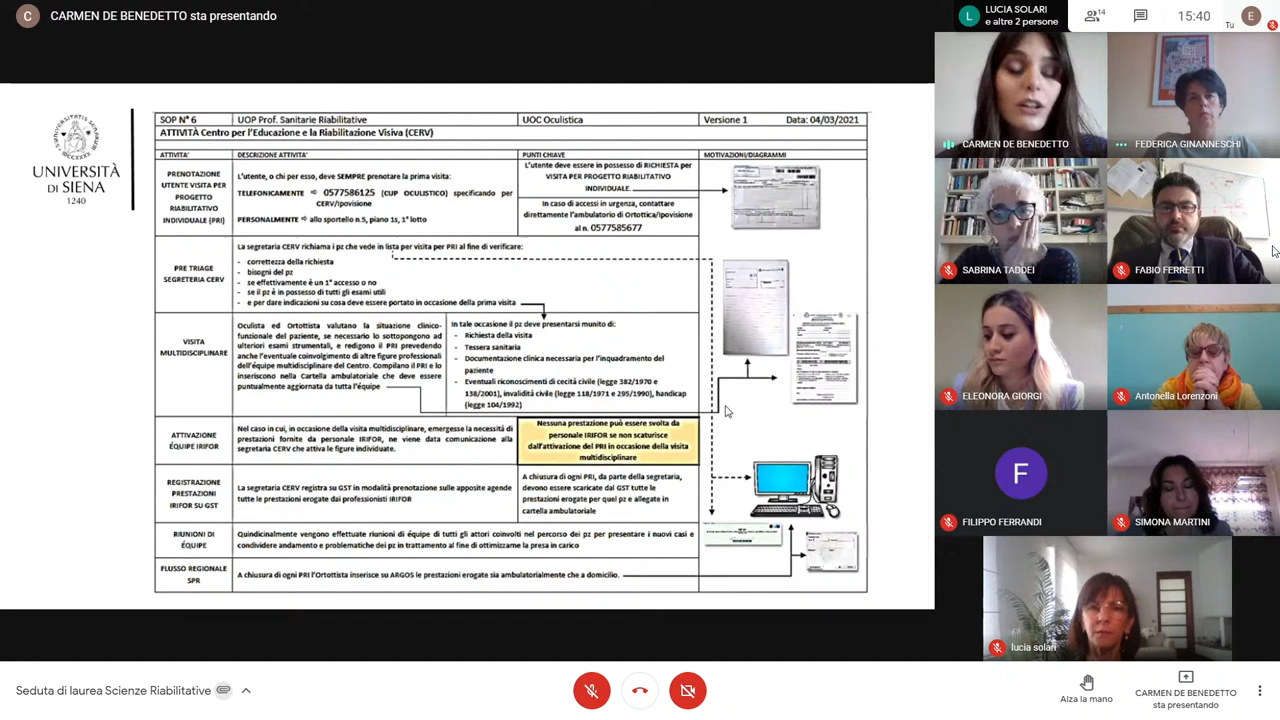 C CARMEN DE BENEDETTO sta presentando
L LUCIA SOLARI
e altre 2 persone
14
15:40
Tu
E
UNIVERSITÀ
DI SIENA
1240
SOP N° 6 UOP Prof. Sanitarie Riabilitative UOC Oculistica Versione 1 Data: 04/03/2021
ATTIVITÀ Centro per l'Educazione e la Riabilitazione Visiva (CERV)
ATTIVITA' DESCRIZIONE ATTIVITA' PUNTI CHIAVE MOTIVAZIONI/DIAGRAMMI
PRENOTAZIONE
UTENTE VISITA PER
PROGETTO
RIABILITATIVO
INDIVIDUALE (PRI)
L'utente, o chi per esso, deve SEMPRE prenotare la prima visita:
TELEFONICAMENTE ⇨ 0577586125 (CUP OCULISTICO) specificando per
CERV/Ipovisione
PERSONALMENTE ⇨ allo sportello n.5, piano 1s, 1° lotto
L'utente deve essere in possesso di RICHIESTA per
VISITA PER PROGETTO RIABILITATIVO
INDIVIDUALE.
In caso di accessi in urgenza, contattare
direttamente l'ambulatorio di Ortottica/Ipovisione
al n. 0577585677
PRE TRIAGE
SEGRETERIA CERV
La segretaria CERV richiama i pz che vede in lista per visita per PRI al fine di verificare:
- correttezza della richiesta
- bisogni del pz
- se effettivamente è un 1° accesso o no
- se il pz è in possesso di tutti gli esami utili
- e per dare indicazioni su cosa deve essere portato in occasione della prima visita
VISITA
MULTIDISCIPLINARE
Oculista ed Ortottista valutano la situazione clinico-
funzionale del paziente, se necessario lo sottopongono ad
ulteriori esami strumentali, e redigono il PRI prevedendo
anche l'eventuale coinvolgimento di altre figure professionali
dell'équipe multidisciplinare del Centro. Compilano il PRI e lo
inseriscono nella Cartella ambulatoriale che deve essere
puntualmente aggiornata da tutta l'équipe
In tale occasione il pz deve presentarsi munito di:
- Richiesta della visita
- Tessera sanitaria
- Documentazione clinica necessaria per l'inquadramento del
paziente
- Eventuali riconoscimenti di cecità civile (legge 382/1970 e
138/2001), invalidità civile (legge 118/1971 e 295/1990), handicap
(legge 104/1992)
ATTIVAZIONE
ÉQUIPE IRIFOR
Nel caso in cui, in occasione della visita multidisciplinare, emergesse la necessità di
prestazioni fornite da personale IRIFOR, ne viene data comunicazione alla
segretaria CERV che attiva le figure individuate.
Nessuna prestazione può essere svolta da
personale IRIFOR se non scaturisce
dall'attivazione del PRI in occasione della visita
multidisciplinare
REGISTRAZIONE
PRESTAZIONI
IRIFOR SU GST
La segretaria CERV registra su GST in modalità prenotazione sulle apposite agende
tutte le prestazioni erogate dai professionisti IRIFOR
A chiusura di ogni PRI, da parte della segretaria,
devono essere scaricate dal GST tutte le
prestazioni erogate per quel pz e allegate in
cartella ambulatoriale
RIUNIONI DI
ÉQUIPE
Quindicinalmente vengono effettuate riunioni di équipe di tutti gli attori coinvolti nel percorso dei pz per presentare i nuovi casi e
condividere andamento e problematiche dei pz in trattamento al fine di ottimizzarne la presa in carico
FLUSSO REGIONALE
SPR
A chiusura di ogni PRI l'Ortottista inserisce su ARGOS le prestazioni erogate sia ambulatorialmente che a domicilio.
CARMEN DE BENEDETTO
FEDERICA GINANNESCHI
SABRINA TADDEI
FABIO FERRETTI
ELEONORA GIORGI
Antonella Lorenzoni
F
FILIPPO FERRANDI
SIMONA MARTINI
lucia solari
Seduta di laurea Scienze Riabilitative
Alza la mano
CARMEN DE BENEDETTO
sta presentando